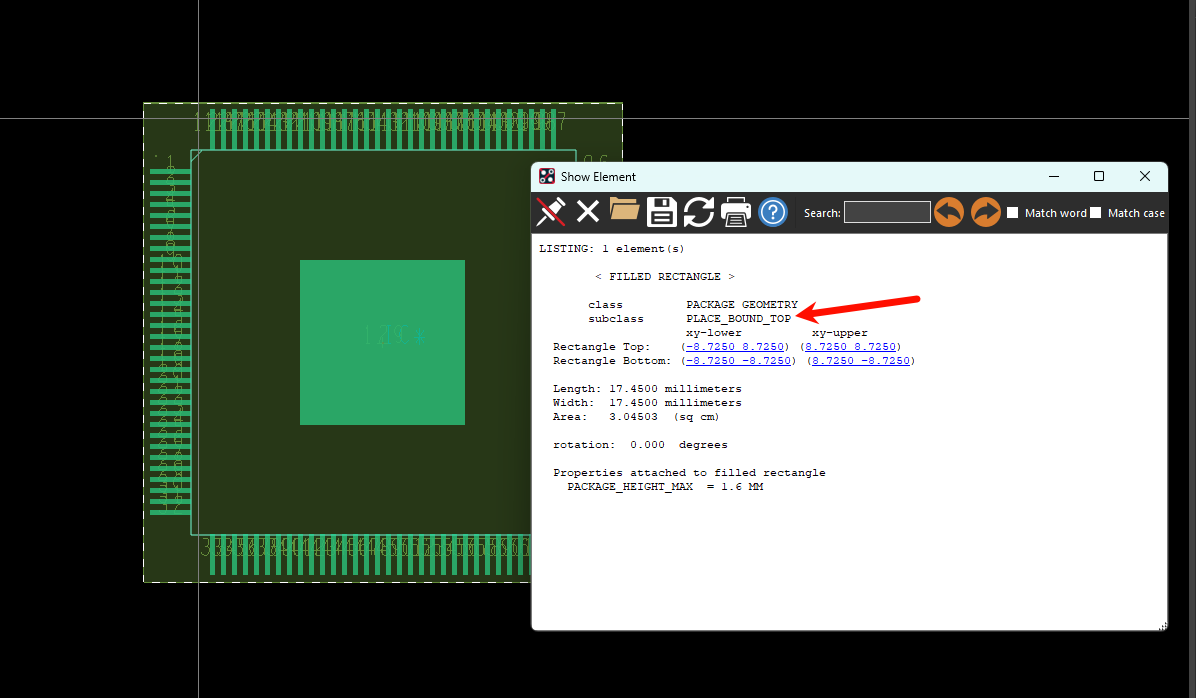 Show Element
Search: Match word Match case
LISTING: 1 element(s)
< FILLED RECTANGLE >
class PACKAGE GEOMETRY
subclass PLACE_BOUND_TOP
xy-lower xy-upper
Rectangle Top: (-8.7250 8.7250) (8.7250 8.7250)
Rectangle Bottom: (-8.7250 -8.7250) (8.7250 -8.7250)
Length: 17.4500 millimeters
Width: 17.4500 millimeters
Area: 3.04503 (sq cm)
rotation: 0.000 degrees
Properties attached to filled rectangle
PACKAGE_HEIGHT_MAX = 1.6 MM